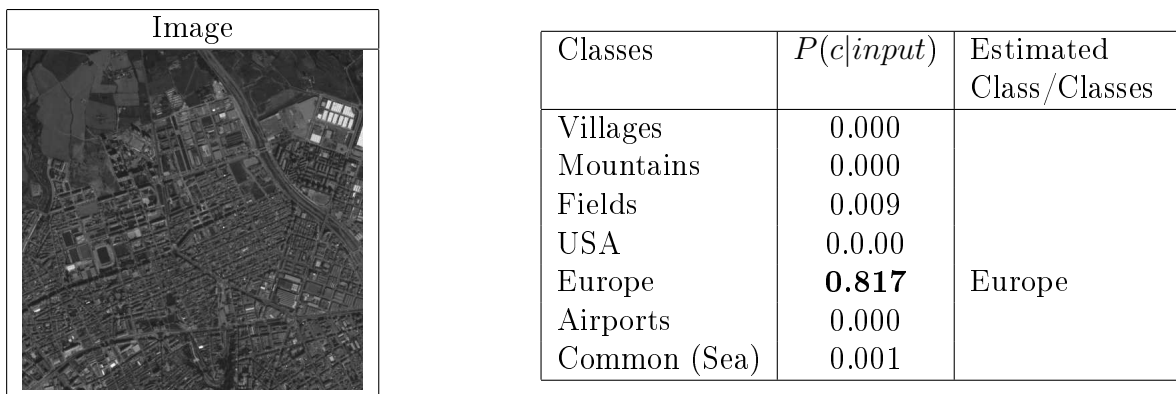 Image
Classes P(c|input) Estimated
Class/Classes
Villages 0.000
Mountains 0.000
Fields 0.009
USA 0.0.00
Europe 0.817 Europe
Airports 0.000
Common (Sea) 0.001